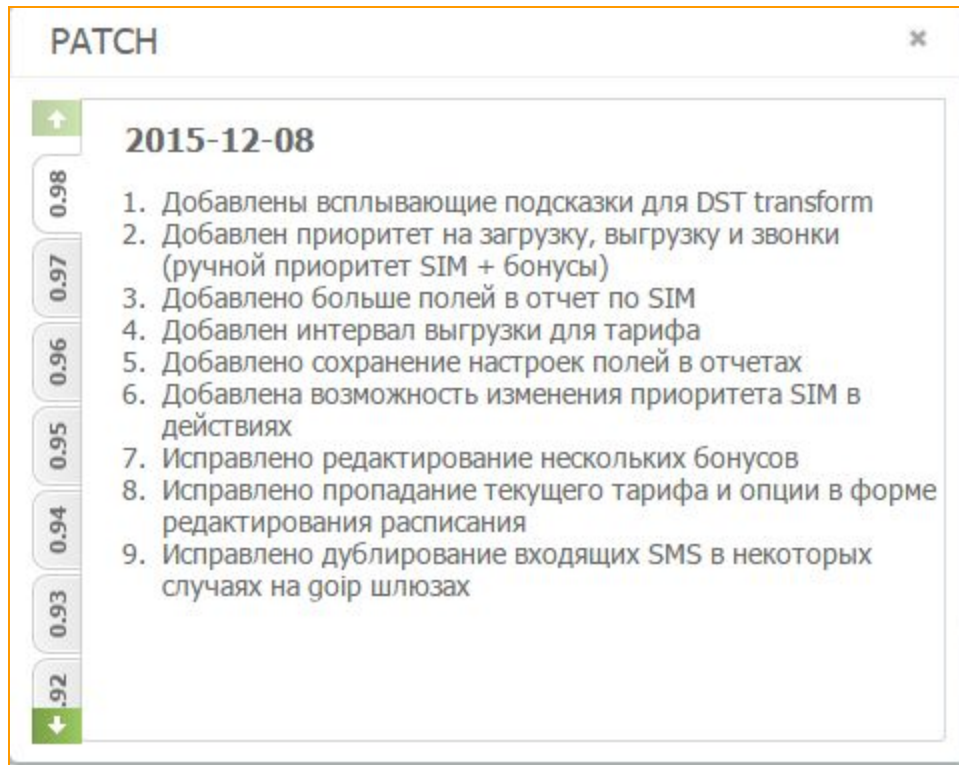 PATCH
2015-12-08
1. Добавлены всплывающие подсказки для DST transform
2. Добавлен приоритет на загрузку, выгрузку и звонки
(ручной приоритет SIM + бонусы)
3. Добавлено больше полей в отчет по SIM
4. Добавлен интервал выгрузки для тарифа
5. Добавлено сохранение настроек полей в отчетах
6. Добавлена возможность изменения приоритета SIM в
действиях
7. Исправлено редактирование нескольких бонусов
8. Исправлено пропадание текущего тарифа и опции в форме
редактирования расписания
9. Исправлено дублирование входящих SMS в некоторых
случаях на goip шлюзах
0.98
0.97
0.96
0.95
0.94
0.93
.92